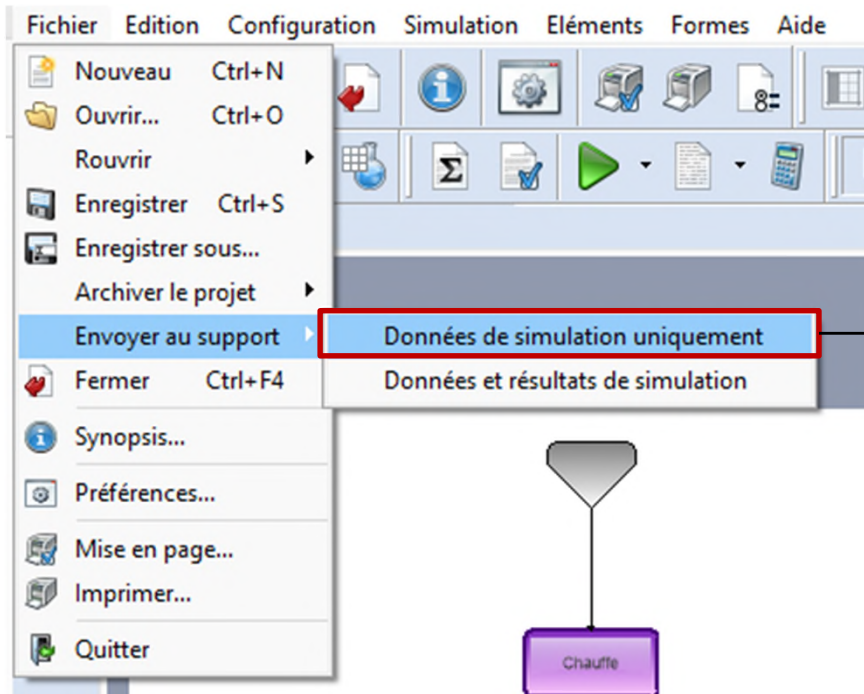 Fichier Edition Configuration Simulation Eléments Formes Aide
Nouveau Ctrl+N
Ouvrir... Ctrl+O
Rouvrir
Enregistrer Ctrl+S
Enregistrer sous...
Archiver le projet
Envoyer au support
Données de simulation uniquement
Fermer Ctrl+F4
Données et résultats de simulation
Synopsis...
Préférences...
Mise en page...
Imprimer...
Quitter
8=
Σ
Chauffe